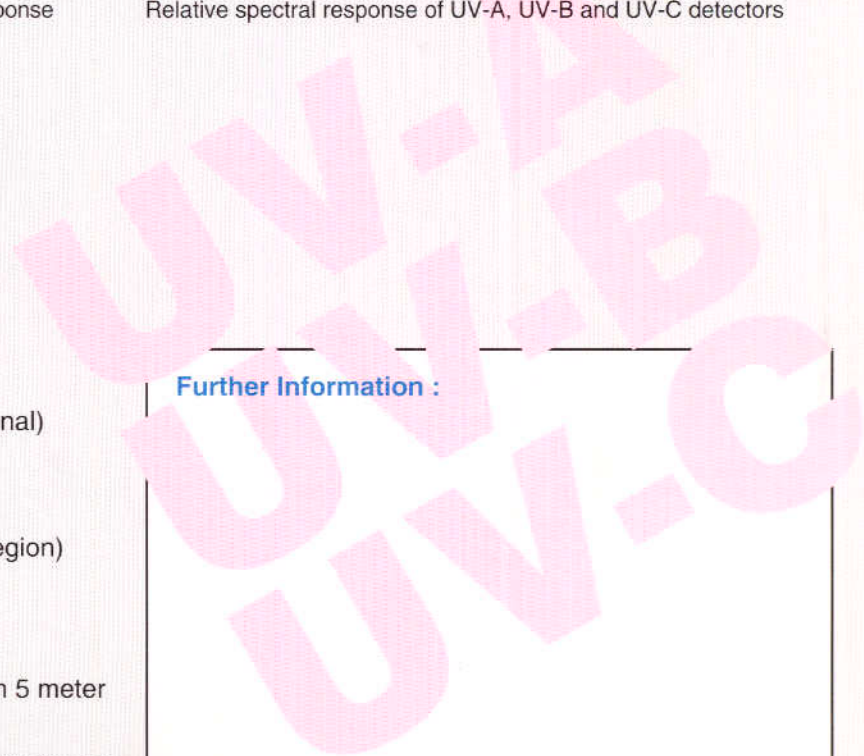 ponse
Relative spectral response of UV-A, UV-B and UV-C detectors
UV-A
UV-B
UV-C
Further Information :
nal)
egion)
n 5 meter